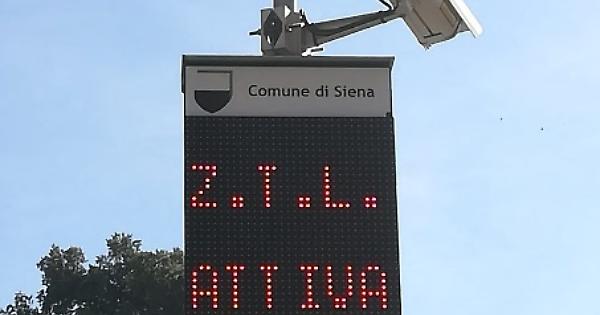 Comune di Siena
Z.T.L.
ATTIVA